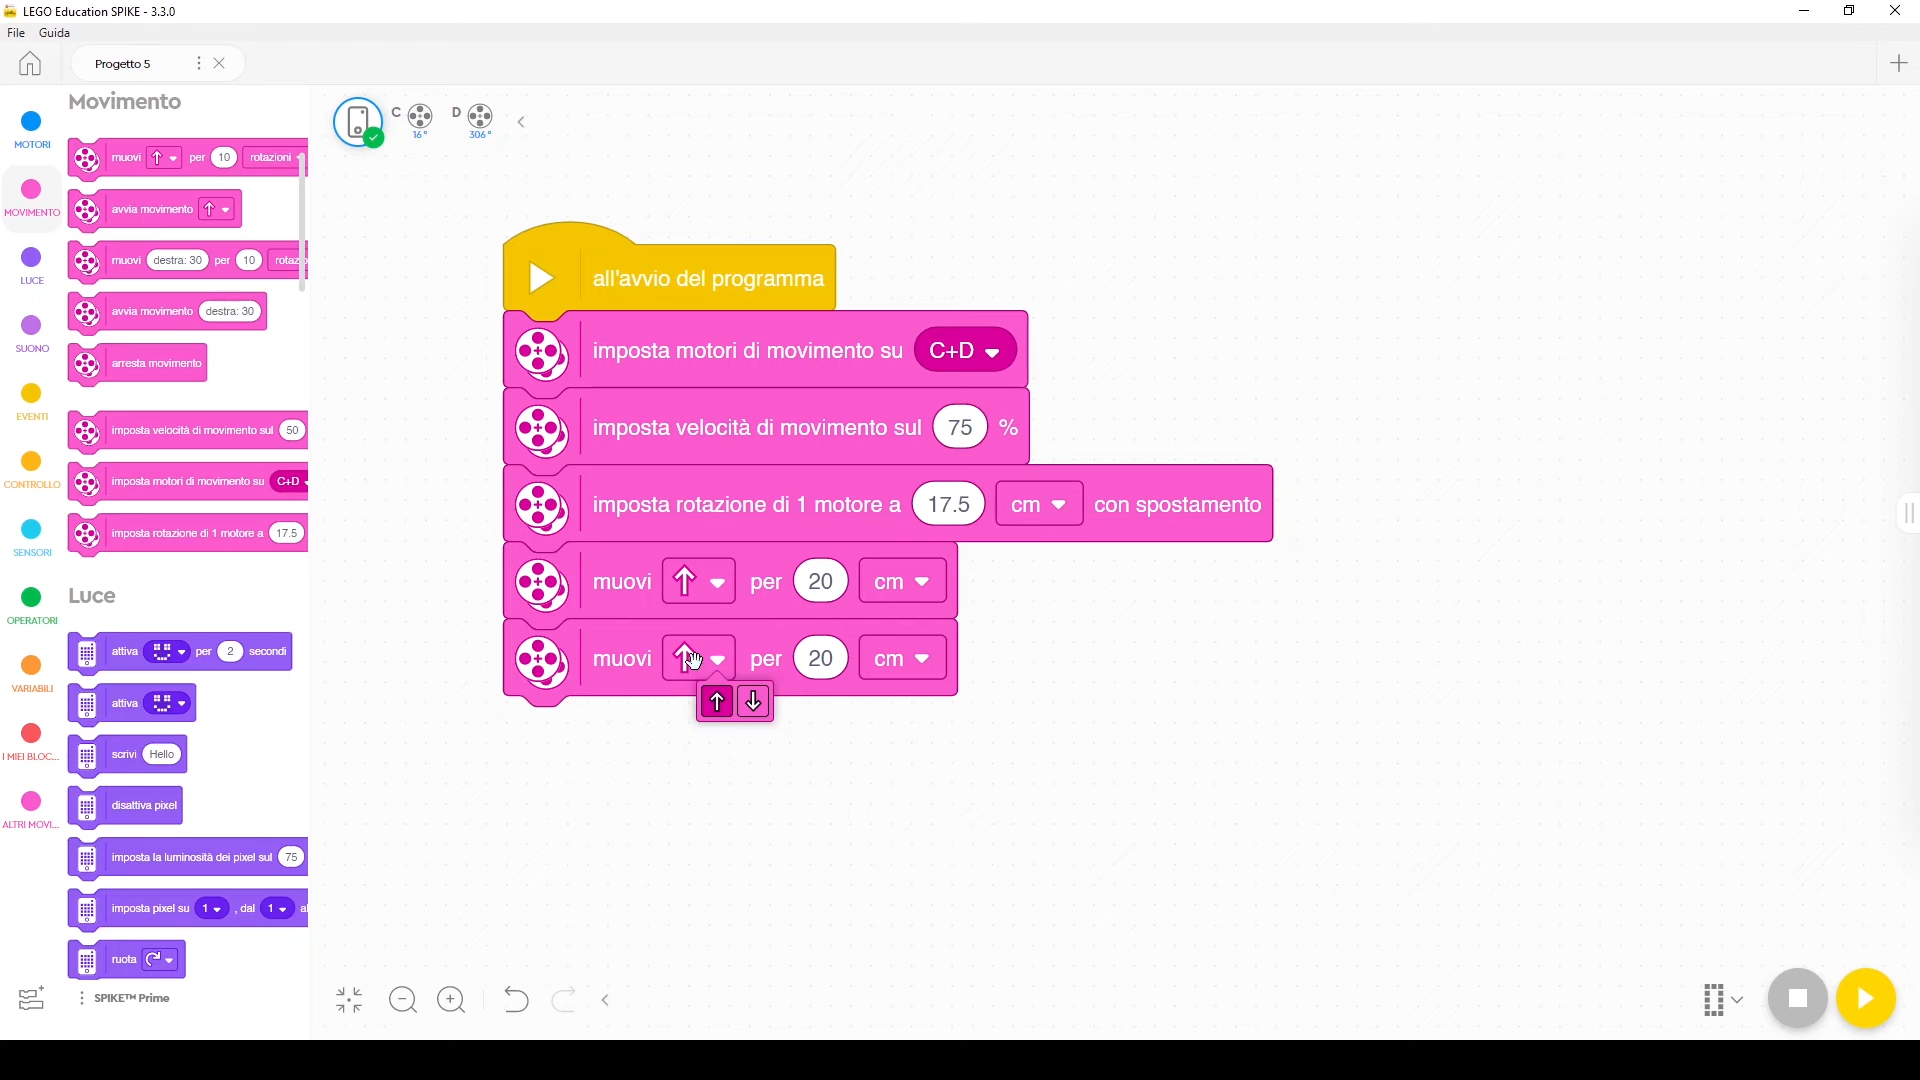 LEGO Education SPIKE - 3.3.0
File Guida
Progetto 5
MOTORI
MOVIMENTO
LUCE
SUONO
EVENTI
CONTROLLO
SENSORI
OPERATORI
VARIABILI
I MIEI BLOC...
ALTRI MOVI...
Movimento
muovi per 10 rotazioni
avvia movimento
muovi destra: 30 per 10 rotazio
avvia movimento destra: 30
arresta movimento
imposta velocità di movimento sul 50
imposta motori di movimento su C+D
imposta rotazione di 1 motore a 17.5
Luce
attiva per 2 secondi
attiva
scrivi Hello
disattiva pixel
imposta la luminosità dei pixel sul 75
imposta pixel su 1 , dal 1 al
ruota
SPIKE™ Prime
C 16° D 306°
all'avvio del programma
imposta motori di movimento su C+D
imposta velocità di movimento sul 75 %
imposta rotazione di 1 motore a 17.5 cm con spostamento
muovi per 20 cm
muovi per 20 cm